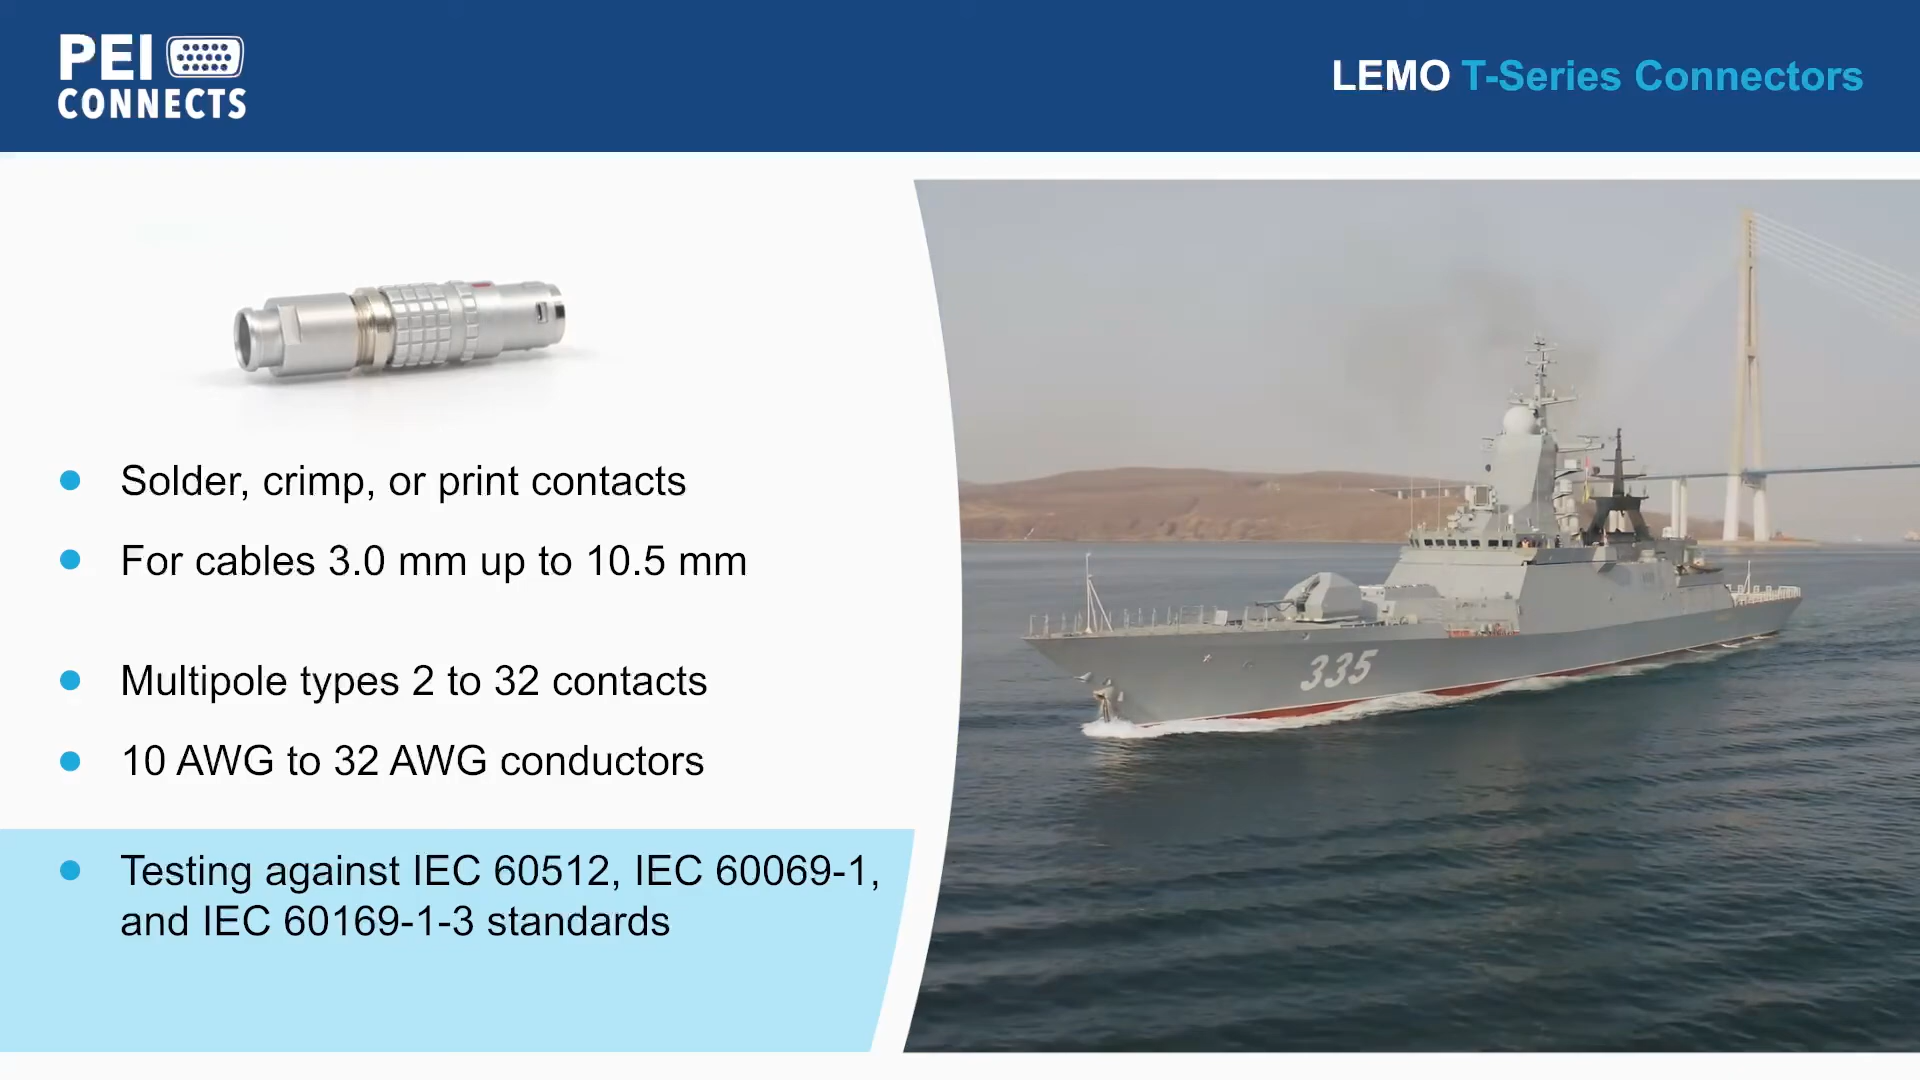 PEI
CONNECTS
LEMO T-Series Connectors
Solder, crimp, or print contacts
For cables 3.0 mm up to 10.5 mm
Multipole types 2 to 32 contacts
10 AWG to 32 AWG conductors
Testing against IEC 60512, IEC 60069-1,
and IEC 60169-1-3 standards
335